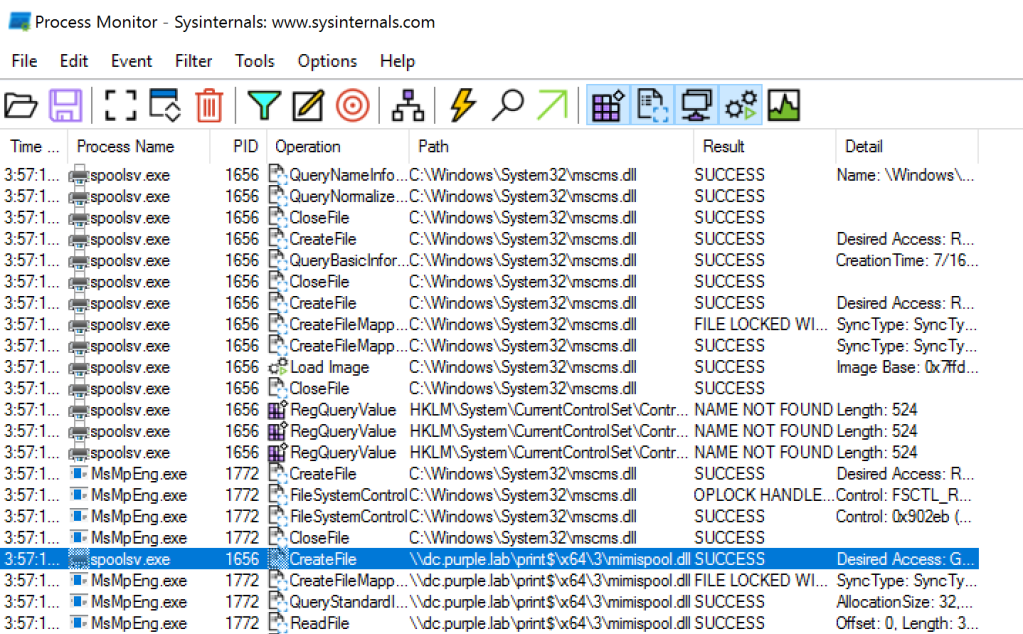 Process Monitor - Sysinternals: www.sysinternals.com
File Edit Event Filter Tools Options Help
Time ... Process Name PID Operation Path Result Detail
3:57:1... spoolsv.exe 1656 QueryNameInfo... C:\Windows\System32\mscms.dll SUCCESS Name: \Windows\...
3:57:1... spoolsv.exe 1656 QueryNormalize... C:\Windows\System32\mscms.dll SUCCESS
3:57:1... spoolsv.exe 1656 CloseFile C:\Windows\System32\mscms.dll SUCCESS
3:57:1... spoolsv.exe 1656 CreateFile C:\Windows\System32\mscms.dll SUCCESS Desired Access: R...
3:57:1... spoolsv.exe 1656 QueryBasicInfor... C:\Windows\System32\mscms.dll SUCCESS CreationTime: 7/16...
3:57:1... spoolsv.exe 1656 CloseFile C:\Windows\System32\mscms.dll SUCCESS
3:57:1... spoolsv.exe 1656 CreateFile C:\Windows\System32\mscms.dll SUCCESS Desired Access: R...
3:57:1... spoolsv.exe 1656 CreateFileMapp... C:\Windows\System32\mscms.dll FILE LOCKED WI... SyncType: SyncTy...
3:57:1... spoolsv.exe 1656 CreateFileMapp... C:\Windows\System32\mscms.dll SUCCESS SyncType: SyncTy...
3:57:1... spoolsv.exe 1656 Load Image C:\Windows\System32\mscms.dll SUCCESS Image Base: 0x7ffd...
3:57:1... spoolsv.exe 1656 CloseFile C:\Windows\System32\mscms.dll SUCCESS
3:57:1... spoolsv.exe 1656 RegQueryValue HKLM\System\CurrentControlSet\Contr... NAME NOT FOUND Length: 524
3:57:1... spoolsv.exe 1656 RegQueryValue HKLM\System\CurrentControlSet\Contr... NAME NOT FOUND Length: 524
3:57:1... spoolsv.exe 1656 RegQueryValue HKLM\System\CurrentControlSet\Contr... NAME NOT FOUND Length: 524
3:57:1... MsMpEng.exe 1772 CreateFile C:\Windows\System32\mscms.dll SUCCESS Desired Access: R...
3:57:1... MsMpEng.exe 1772 FileSystemControl C:\Windows\System32\mscms.dll OPLOCK HANDLE... Control: FSCTL_R...
3:57:1... MsMpEng.exe 1772 FileSystemControl C:\Windows\System32\mscms.dll SUCCESS Control: 0x902eb (...
3:57:1... MsMpEng.exe 1772 CloseFile C:\Windows\System32\mscms.dll SUCCESS
3:57:1... spoolsv.exe 1656 CreateFile \\dc.purple.lab\print$\x64\3\mimispool.dll SUCCESS Desired Access: G...
3:57:1... MsMpEng.exe 1772 CreateFileMapp... \\dc.purple.lab\print$\x64\3\mimispool.dll FILE LOCKED WI... SyncType: SyncTy...
3:57:1... MsMpEng.exe 1772 QueryStandardI... \\dc.purple.lab\print$\x64\3\mimispool.dll SUCCESS AllocationSize: 32,...
3:57:1... MsMpEng.exe 1772 ReadFile \\dc.purple.lab\print$\x64\3\mimispool.dll SUCCESS Offset: 0, Length: 3...